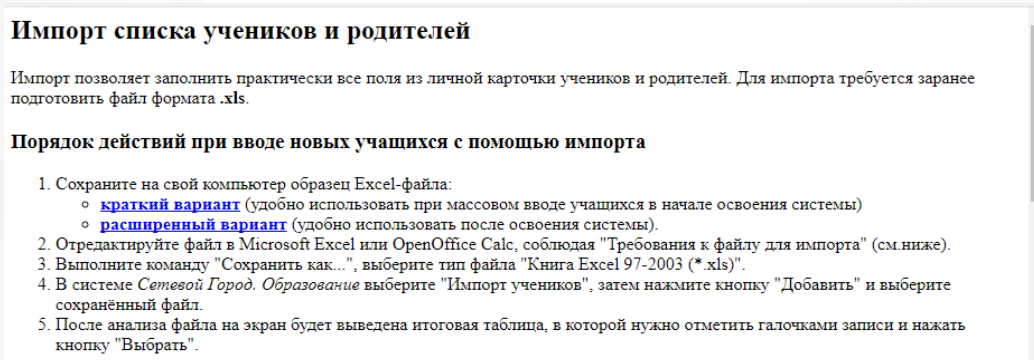 Импорт списка учеников и родителей
Импорт позволяет заполнить практически все поля из личной карточки учеников и родителей. Для импорта требуется заранее
подготовить файл формата .xls.
Порядок действий при вводе новых учащихся с помощью импорта
1. Сохраните на свой компьютер образец Excel-файла:
краткий вариант (удобно использовать при массовом вводе учащихся в начале освоения системы)
расширенный вариант (удобно использовать после освоения системы).
2. Отредактируйте файл в Microsoft Excel или OpenOffice Calc, соблюдая "Требования к файлу для импорта" (см.ниже).
3. Выполните команду "Сохранить как...", выберите тип файла "Книга Excel 97-2003 (*.xls)".
4. В системе Сетевой Город. Образование выберите "Импорт учеников", затем нажмите кнопку "Добавить" и выберите
сохранённый файл.
5. После анализа файла на экран будет выведена итоговая таблица, в которой нужно отметить галочками записи и нажать
кнопку "Выбрать".